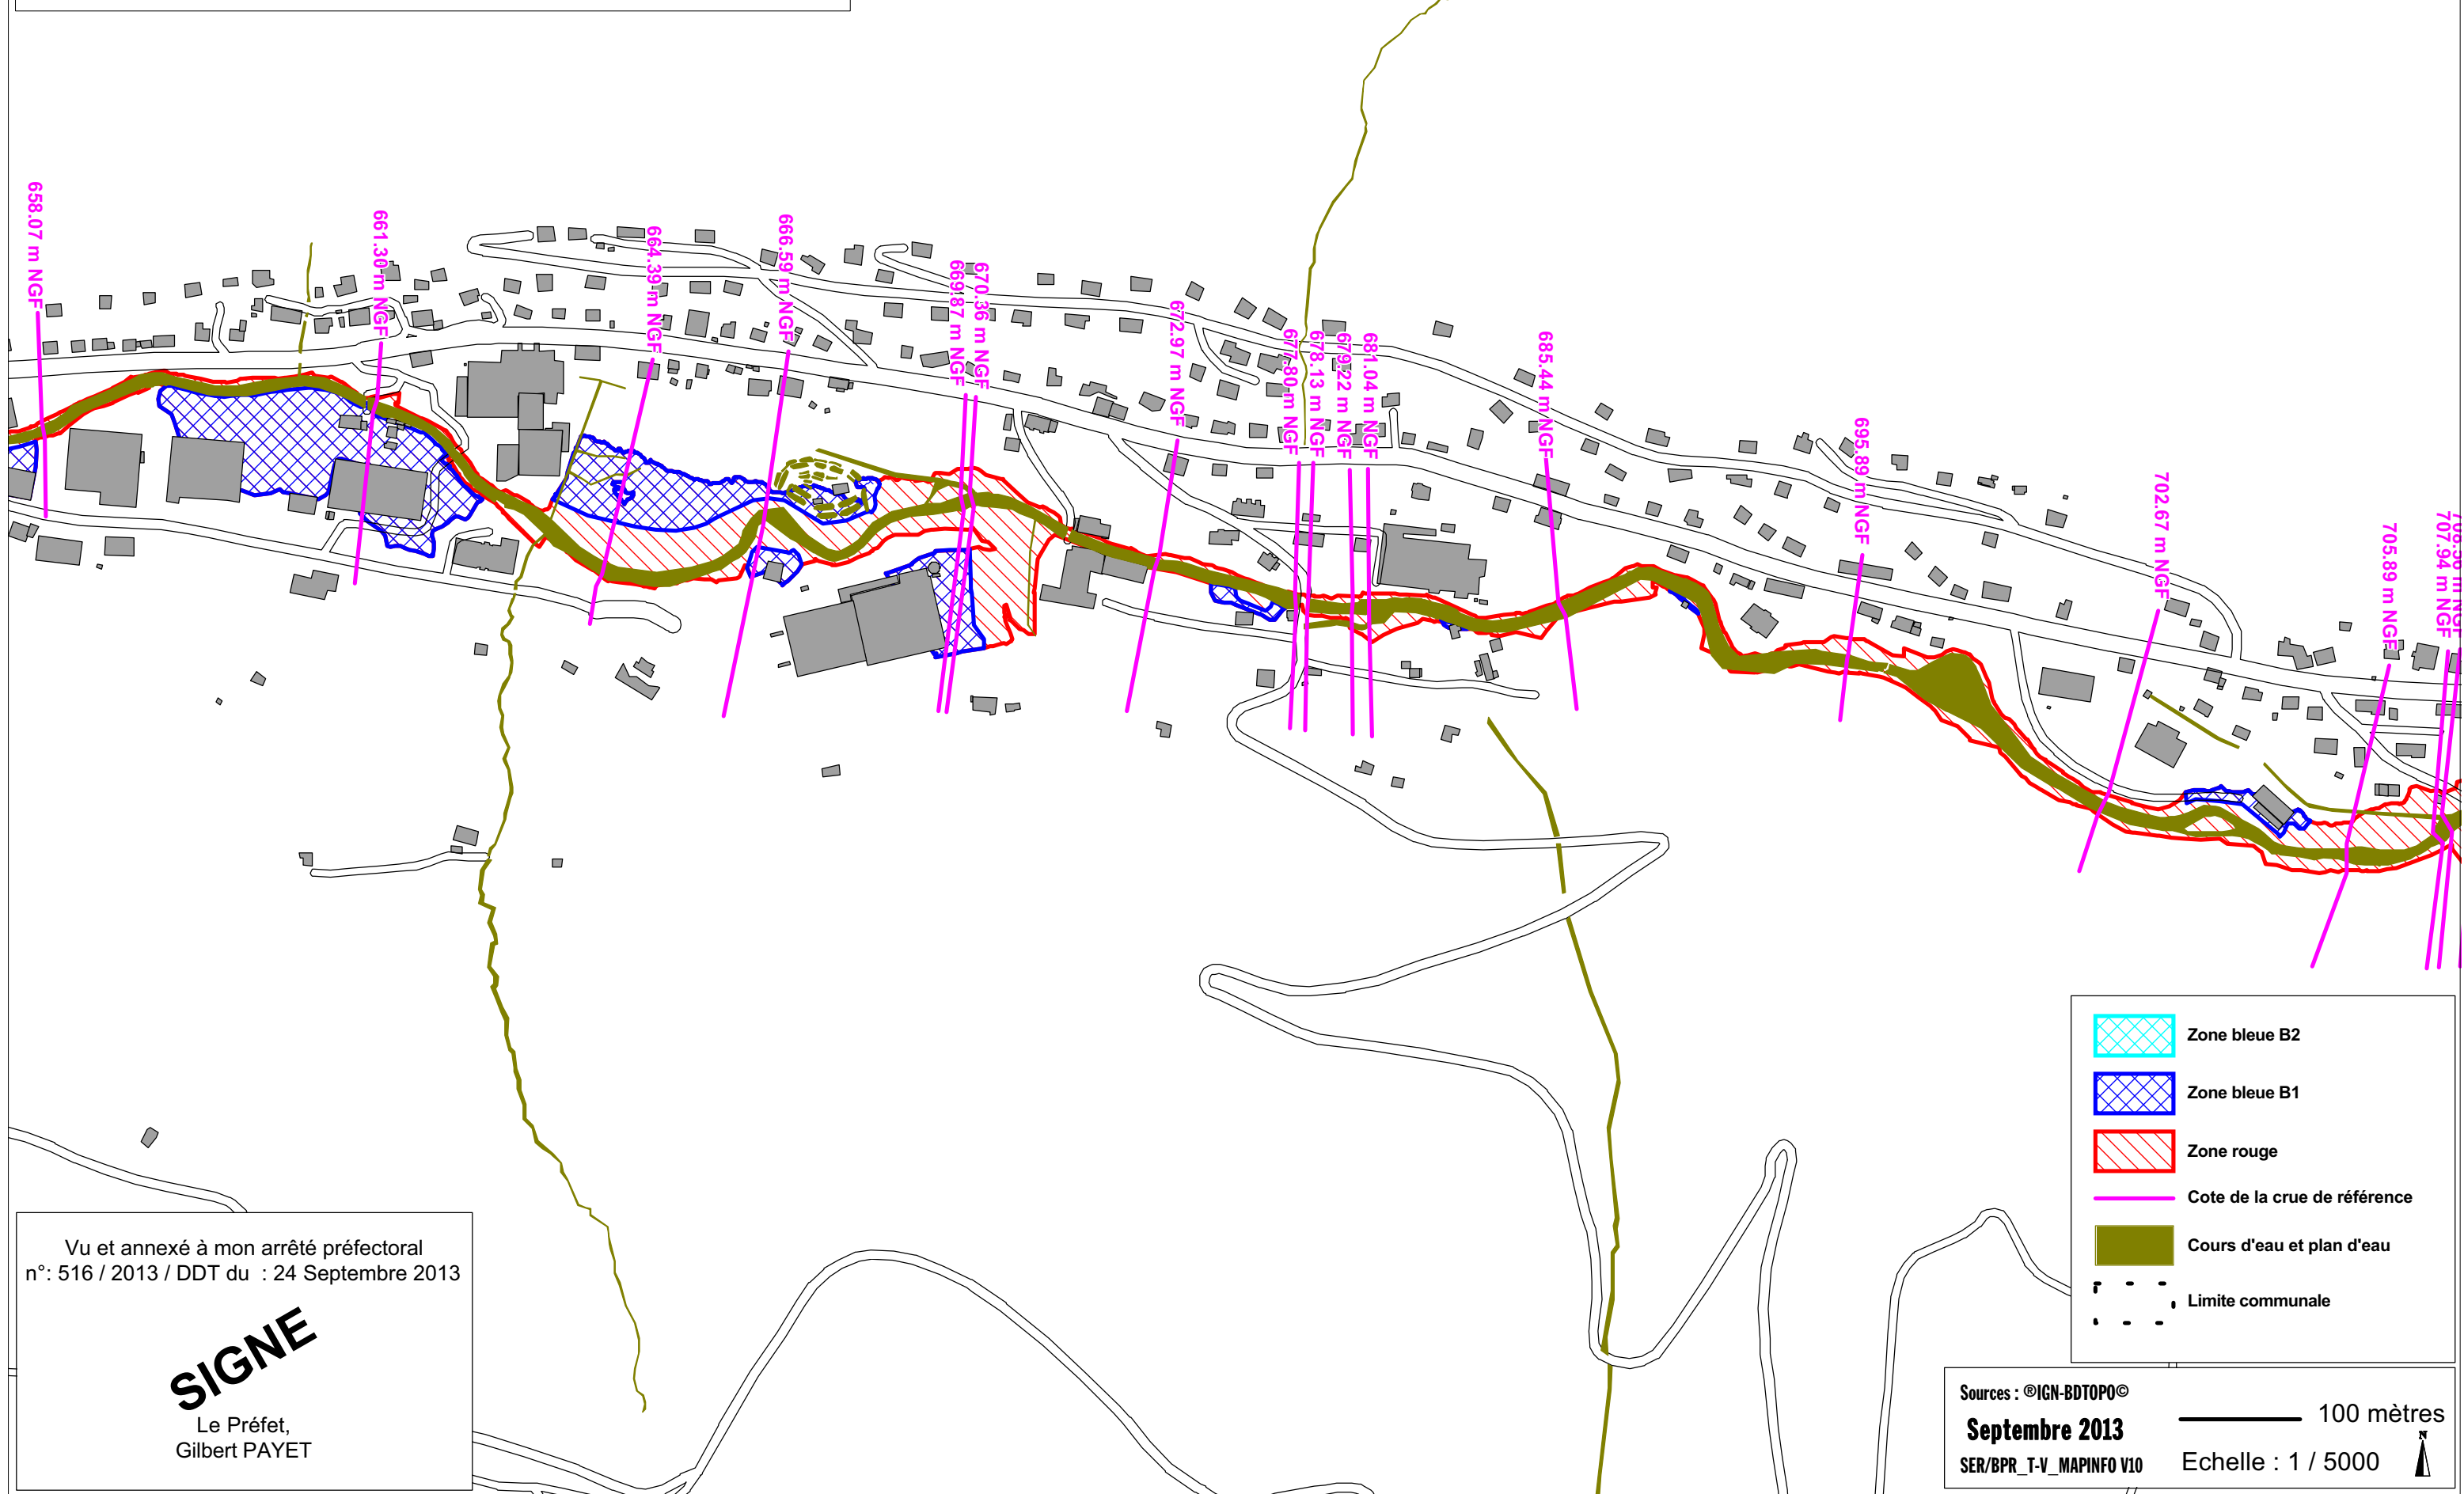 658.07 m NGF
661.30 m NGF
664.39 m NGF
666.59 m NGF
669.87 m NGF
670.36 m NGF
672.97 m NGF
677.80 m NGF
678.13 m NGF
679.22 m NGF
681.04 m NGF
685.44 m NGF
695.89 m NGF
702.67 m NGF
705.89 m NGF
707.94 m NGF
m NGF
Zone bleue B2
Zone bleue B1
Zone rouge
Cote de la crue de référence
Cours d'eau et plan d'eau
Limite communale
Vu et annexé à mon arrêté préfectoral
n°: 516 / 2013 / DDT du : 24 Septembre 2013
SIGNE
Le Préfet,
Gilbert PAYET
Sources : ®IGN-BDTOPO©
Septembre 2013
SER/BPR_T-V_MAPINFO V10
100 mètres
Echelle : 1 / 5000
N